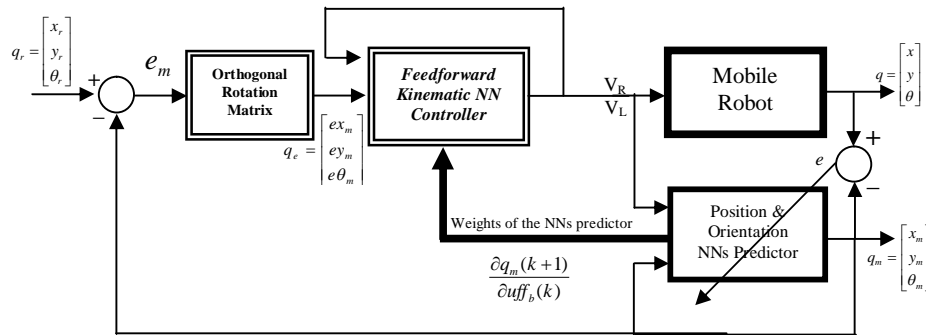 q_r = [x_r
y_r
θ_r]
+
−
e_m
Orthogonal
Rotation
Matrix
q_e = [ex_m
ey_m
eθ_m]
Feedforward
Kinematic NN
Controller
V_R
V_L
Mobile
Robot
q = [x
y
θ]
+
e
−
Weights of the NNs predictor
∂q_m(k+1)
∂uff_b(k)
Position &
Orientation
NNs Predictor
q_m = [x_m
y_m
θ_m]